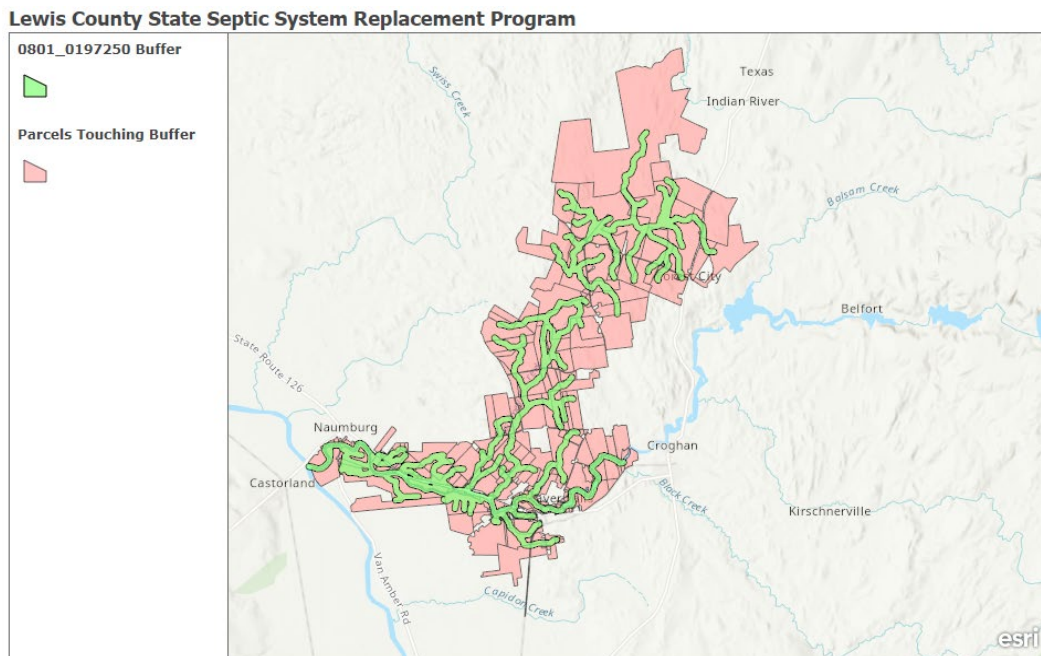 Lewis County State Septic System Replacement Program
0801_0197250 Buffer
Parcels Touching Buffer
Swiss Creek
Texas
Indian River
Balsam Creek
City
Belfort
State Route 126
Naumburg
Croghan
Castorland
Black Creek
Kirschnerville
Van Amber Rd
Capidon Creek
esri